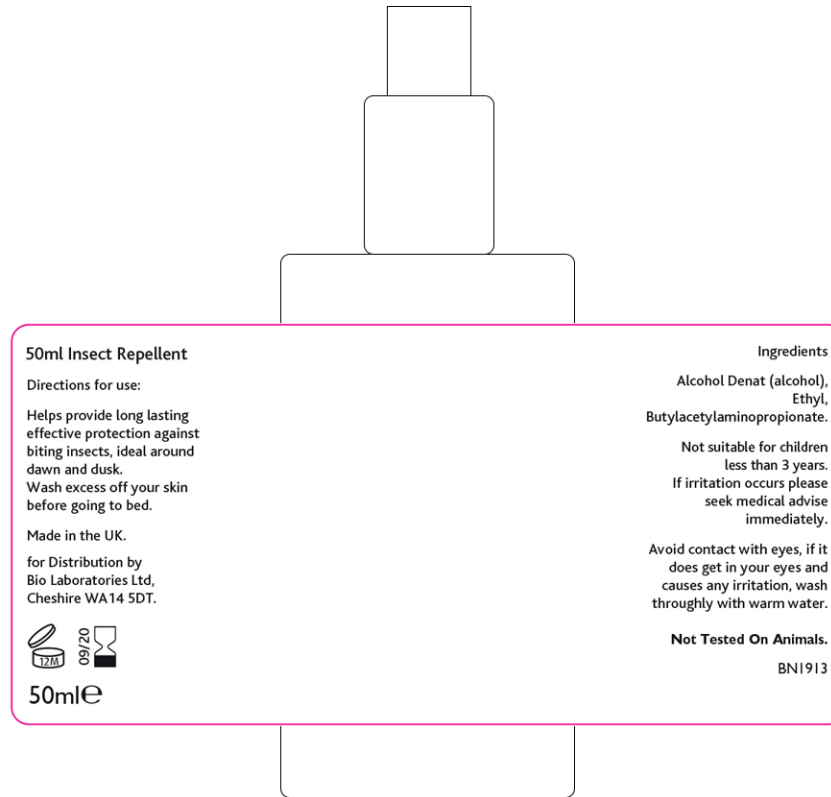 50ml Insect Repellent
Directions for use:
Helps provide long lasting
effective protection against
biting insects, ideal around
dawn and dusk.
Wash excess off your skin
before going to bed.
Made in the UK.
for Distribution by
Bio Laboratories Ltd,
Cheshire WA14 5DT.
12M
09/20
50ml℮
Ingredients
Alcohol Denat (alcohol),
Ethyl,
Butylacetylaminopropionate.
Not suitable for children
less than 3 years.
If irritation occurs please
seek medical advise
immediately.
Avoid contact with eyes, if it
does get in your eyes and
causes any irritation, wash
throughly with warm water.
Not Tested On Animals.
BN1913